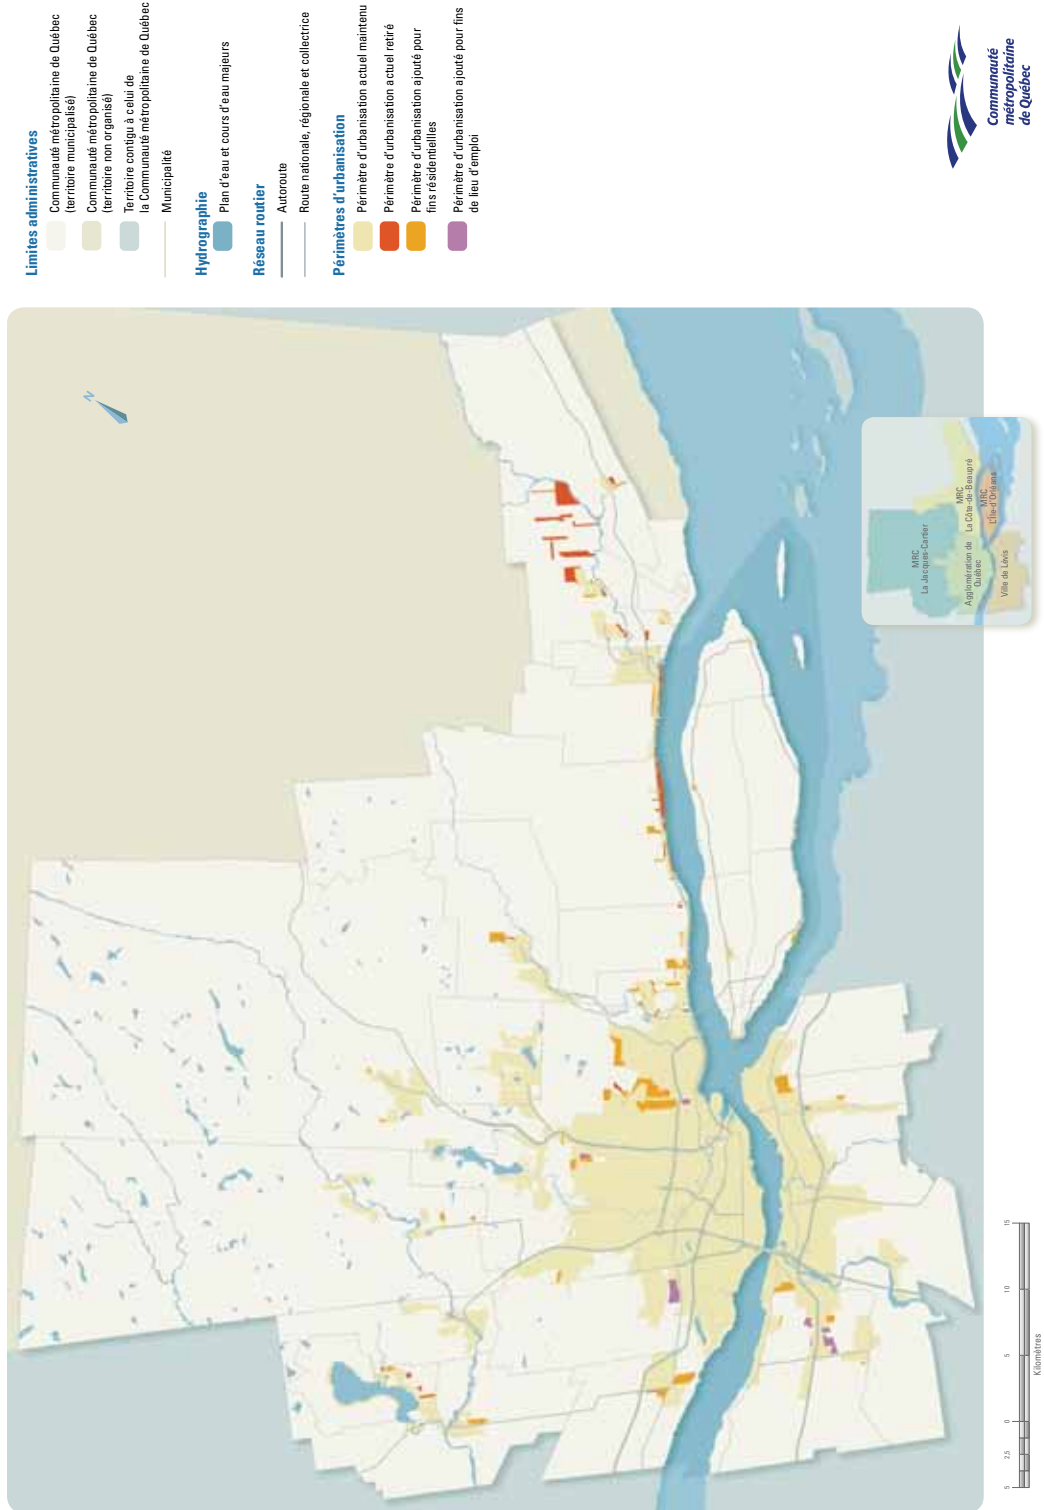 Limites administratives
Communauté métropolitaine de Québec
(territoire municipalisé)
Communauté métropolitaine de Québec
(territoire non organisé)
Territoire contigu à celui de
la Communauté métropolitaine de Québec
Municipalité
Hydrographie
Plan d'eau et cours d'eau majeurs
Réseau routier
Autoroute
Route nationale, régionale et collectrice
Périmètres d'urbanisation
Périmètre d'urbanisation actuel maintenu
Périmètre d'urbanisation actuel retiré
Périmètre d'urbanisation ajouté pour
fins résidentielles
Périmètre d'urbanisation ajouté pour fins
de lieu d'emploi
Communauté
métropolitaine
de Québec
N
MRC
La Jacques-Cartier
MRC
La Côte-de-Beaupré
MRC
L'Île-d'Orléans
Agglomération de
Québec
Ville de Lévis
5 2,5 0 5 10 15
Kilomètres